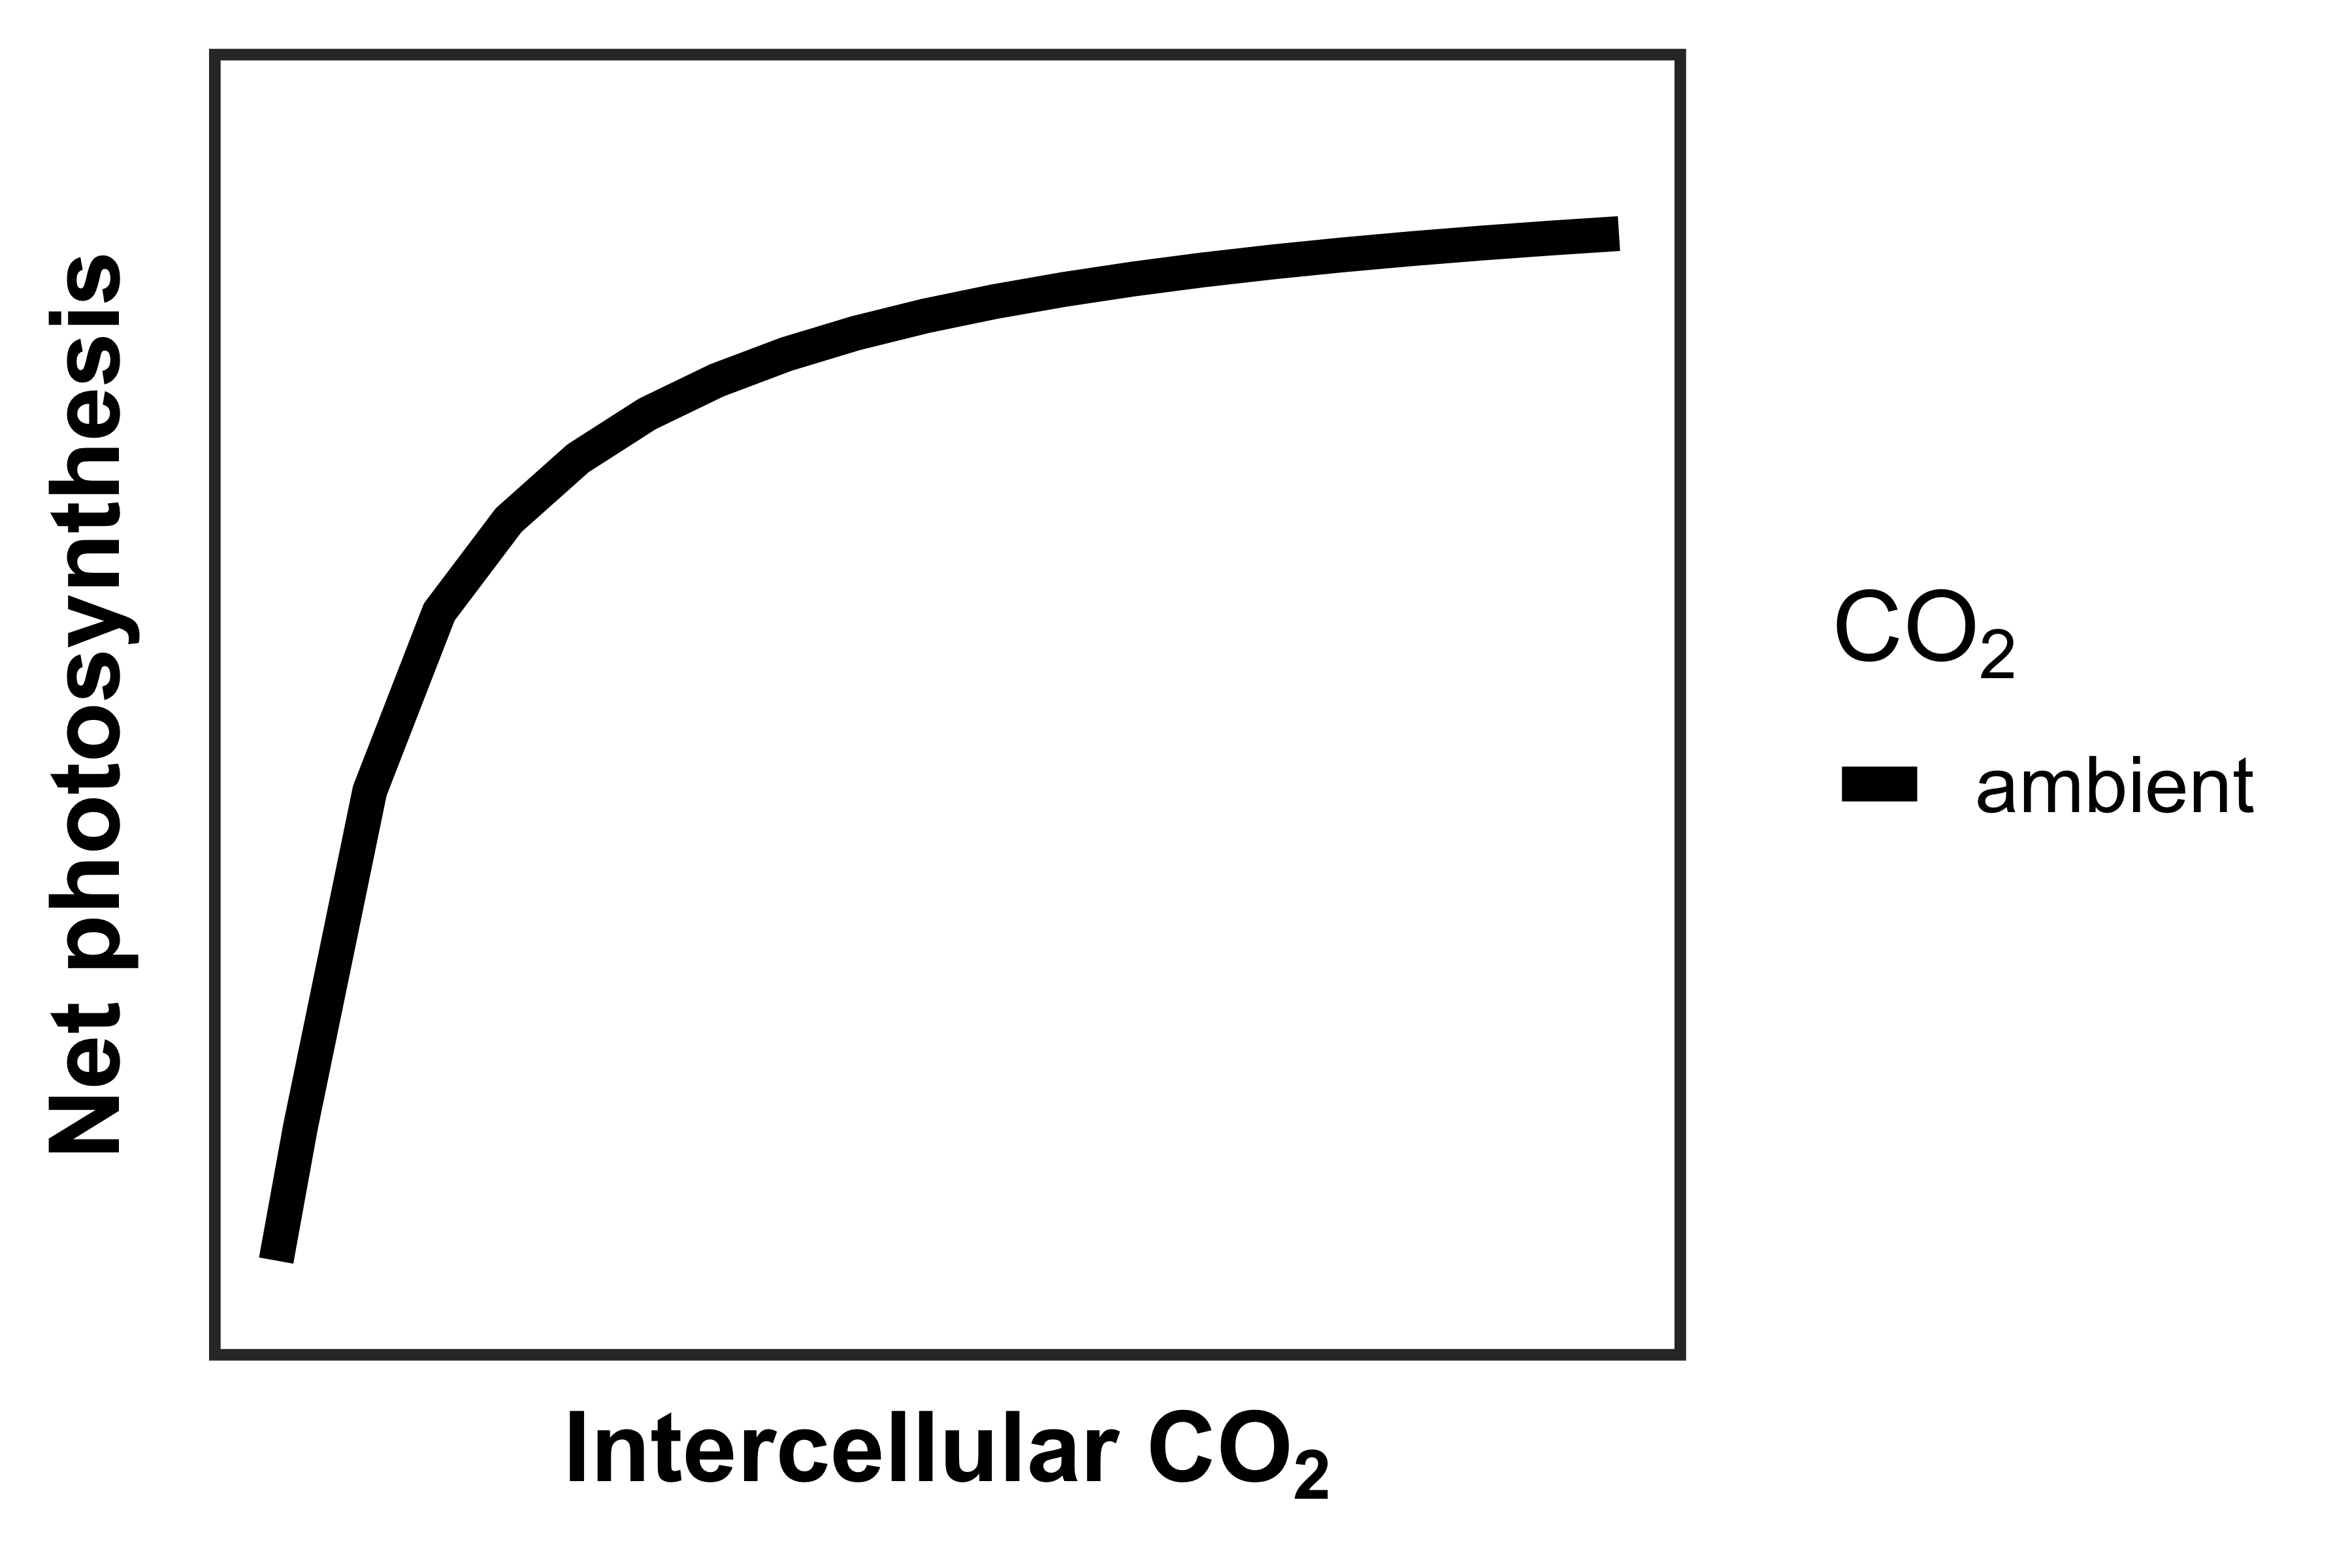 Net photosynthesis
Intercellular CO₂
CO₂
ambient